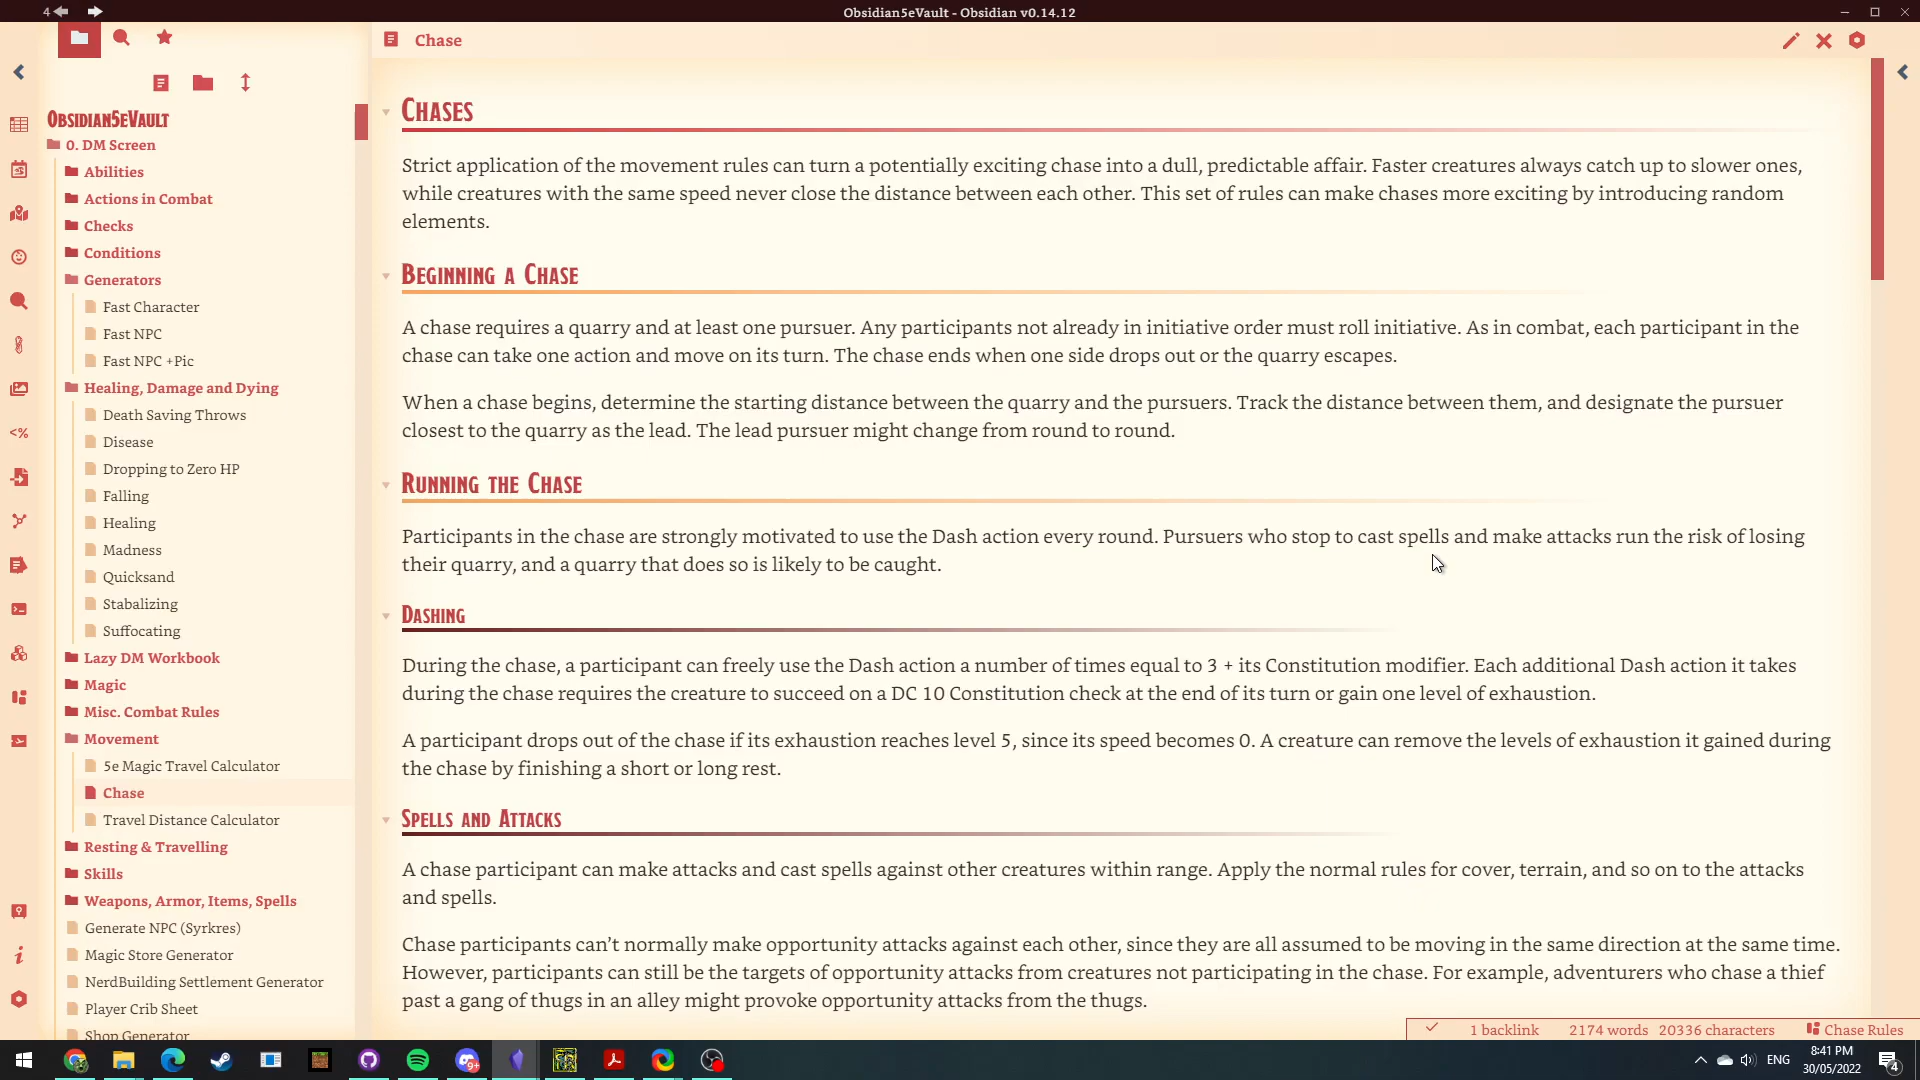 4
Obsidian5eVault - Obsidian v0.14.12
Chase
Obsidian5eVault
0. DM Screen
Abilities
Actions in Combat
Checks
Conditions
Generators
Fast Character
Fast NPC
Fast NPC +Pic
Healing, Damage and Dying
Death Saving Throws
Disease
Dropping to Zero HP
Falling
Healing
Madness
Quicksand
Stabalizing
Suffocating
Lazy DM Workbook
Magic
Misc. Combat Rules
Movement
5e Magic Travel Calculator
Chase
Travel Distance Calculator
Resting & Travelling
Skills
Weapons, Armor, Items, Spells
Generate NPC (Syrkres)
Magic Store Generator
NerdBuilding Settlement Generator
Player Crib Sheet
Shop Generator
<%
Chases
Strict application of the movement rules can turn a potentially exciting chase into a dull, predictable affair. Faster creatures always catch up to slower ones,
while creatures with the same speed never close the distance between each other. This set of rules can make chases more exciting by introducing random
elements.
Beginning a Chase
A chase requires a quarry and at least one pursuer. Any participants not already in initiative order must roll initiative. As in combat, each participant in the
chase can take one action and move on its turn. The chase ends when one side drops out or the quarry escapes.
When a chase begins, determine the starting distance between the quarry and the pursuers. Track the distance between them, and designate the pursuer
closest to the quarry as the lead. The lead pursuer might change from round to round.
Running the Chase
Participants in the chase are strongly motivated to use the Dash action every round. Pursuers who stop to cast spells and make attacks run the risk of losing
their quarry, and a quarry that does so is likely to be caught.
Dashing
During the chase, a participant can freely use the Dash action a number of times equal to 3 + its Constitution modifier. Each additional Dash action it takes
during the chase requires the creature to succeed on a DC 10 Constitution check at the end of its turn or gain one level of exhaustion.
A participant drops out of the chase if its exhaustion reaches level 5, since its speed becomes 0. A creature can remove the levels of exhaustion it gained during
the chase by finishing a short or long rest.
Spells and Attacks
A chase participant can make attacks and cast spells against other creatures within range. Apply the normal rules for cover, terrain, and so on to the attacks
and spells.
Chase participants can’t normally make opportunity attacks against each other, since they are all assumed to be moving in the same direction at the same time.
However, participants can still be the targets of opportunity attacks from creatures not participating in the chase. For example, adventurers who chase a thief
past a gang of thugs in an alley might provoke opportunity attacks from the thugs.
1 backlink 2174 words 20336 characters Chase Rules
9+
ENG
8:41 PM
30/05/2022
4